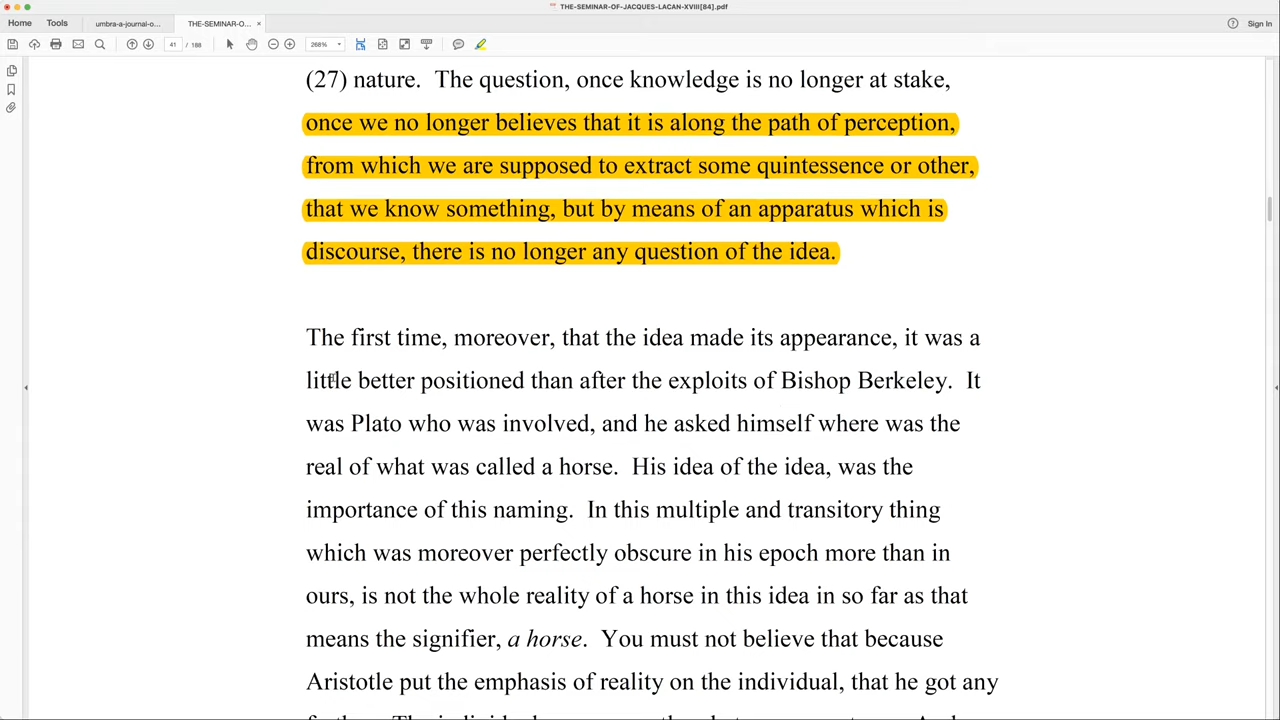 THE-SEMINAR-OF-JACQUES-LACAN-XVIII[84].pdf
Home Tools umbra-a-journal-o... THE-SEMINAR-O... × Sign In
41 / 188 268%
(27) nature. The question, once knowledge is no longer at stake,
once we no longer believes that it is along the path of perception,
from which we are supposed to extract some quintessence or other,
that we know something, but by means of an apparatus which is
discourse, there is no longer any question of the idea.
The first time, moreover, that the idea made its appearance, it was a
little better positioned than after the exploits of Bishop Berkeley. It
was Plato who was involved, and he asked himself where was the
real of what was called a horse. His idea of the idea, was the
importance of this naming. In this multiple and transitory thing
which was moreover perfectly obscure in his epoch more than in
ours, is not the whole reality of a horse in this idea in so far as that
means the signifier, a horse. You must not believe that because
Aristotle put the emphasis of reality on the individual, that he got any